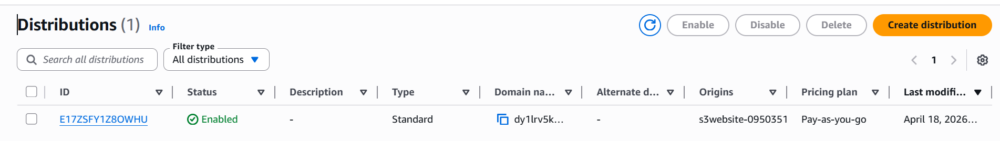 Distributions (1) Info
Enable Disable Delete Create distribution
Filter type
Search all distributions All distributions 1
ID Status Description Type Domain na... Alternate d... Origins Pricing plan Last modifi...
E17ZSFY1Z8OWHU Enabled - Standard dy1lrv5k... - s3website-0950351 Pay-as-you-go April 18, 2026...